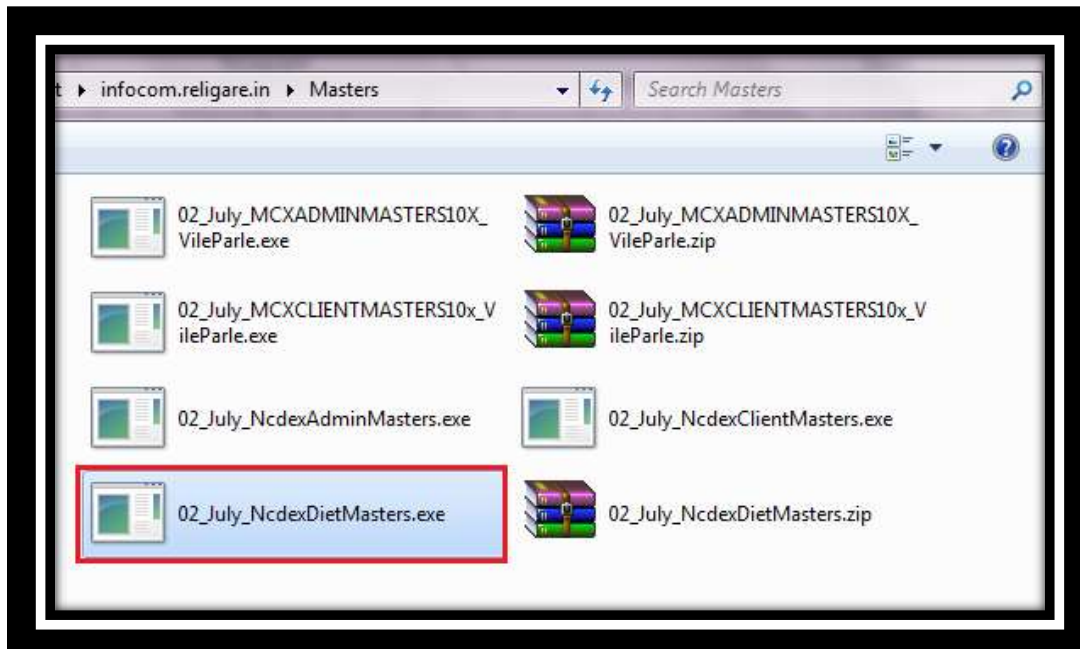 t ▸ infocom.religare.in ▸ Masters
Search Masters
02_July_MCXADMINMASTERS10X_
VileParle.exe
02_July_MCXADMINMASTERS10X_
VileParle.zip
02_July_MCXCLIENTMASTERS10x_V
ileParle.exe
02_July_MCXCLIENTMASTERS10x_V
ileParle.zip
02_July_NcdexAdminMasters.exe
02_July_NcdexClientMasters.exe
02_July_NcdexDietMasters.exe
02_July_NcdexDietMasters.zip